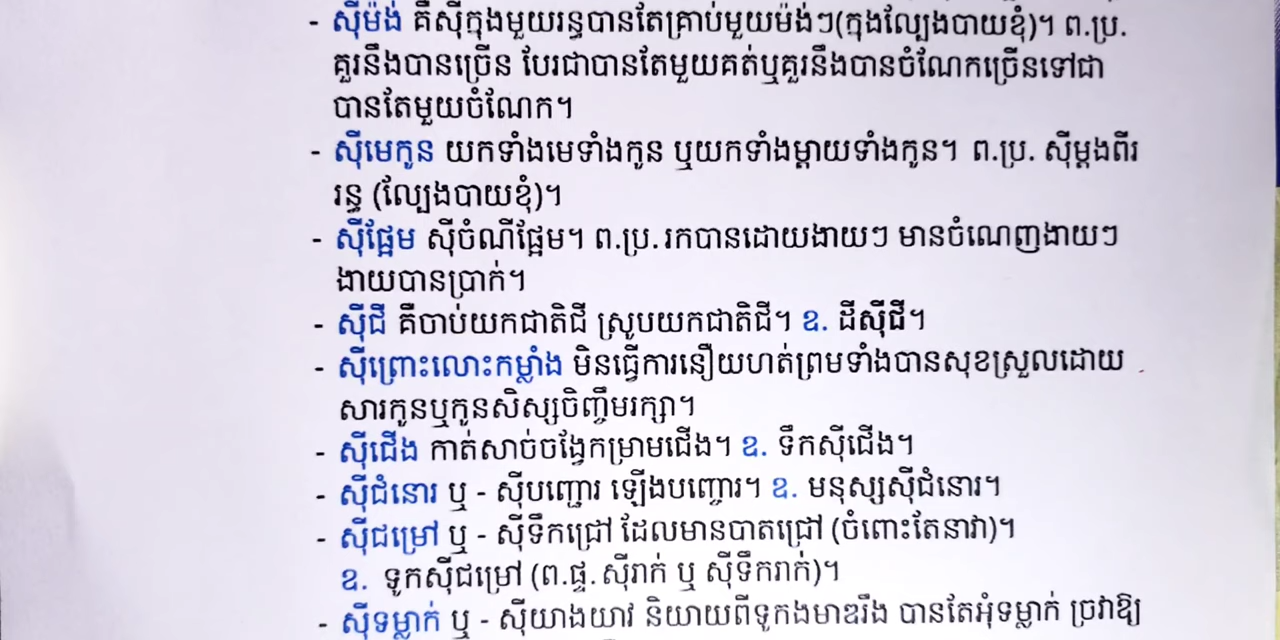 - ស៊ីម៉ង់ គឺស៊ីក្នុងមួយរន្ធបានតែគ្រាប់មួយម៉ង់ៗ(ក្នុងល្បែងបាយខុំ)។ ព.ប្រ.
គួរនឹងបានច្រើន បែរជាបានតែមួយគត់ឬគួរនឹងបានចំណែកច្រើនទៅជា
បានតែមួយចំណែក។
- ស៊ីមេកូន យកទាំងមេទាំងកូន ឬយកទាំងម្ដាយទាំងកូន។ ព.ប្រ. ស៊ីម្ដងពីរ
រន្ធ (ល្បែងបាយខុំ)។
- ស៊ីផ្អែម ស៊ីចំណីផ្អែម។ ព.ប្រ. រកបានដោយងាយៗ មានចំណេញងាយៗ
ងាយបានប្រាក់។
- ស៊ីជី គឺចាប់យកជាតិជី ស្រូបយកជាតិជី។ ឧ. ដីស៊ីជី។
- ស៊ីព្រោះលោះកម្លាំង មិនធ្វើការនឿយហត់ព្រមទាំងបានសុខស្រួលដោយ
សារកូនឬកូនសិស្សចិញ្ចឹមរក្សា។
- ស៊ីជើង កាត់សាច់ចង្វែកម្រាមជើង។ ឧ. ទឹកស៊ីជើង។
- ស៊ីជំនោរ ឬ - ស៊ីបញ្ជោរ ឡើងបញ្ចោរ។ ឧ. មនុស្សស៊ីជំនោរ។
- ស៊ីជម្រៅ ឬ - ស៊ីទឹកជ្រៅ ដែលមានបាតជ្រៅ (ចំពោះតែនាវា)។
ឧ. ទូកស៊ីជម្រៅ (ព.ផ្ទ. ស៊ីរាក់ ឬ ស៊ីទឹករាក់)។
- ស៊ីទម្លាក់ ឬ - ស៊ីយោងយាវ និយាយពីទូកងមាឌរឹង បានតែអុំទម្លាក់ ច្រវាឱ្យ